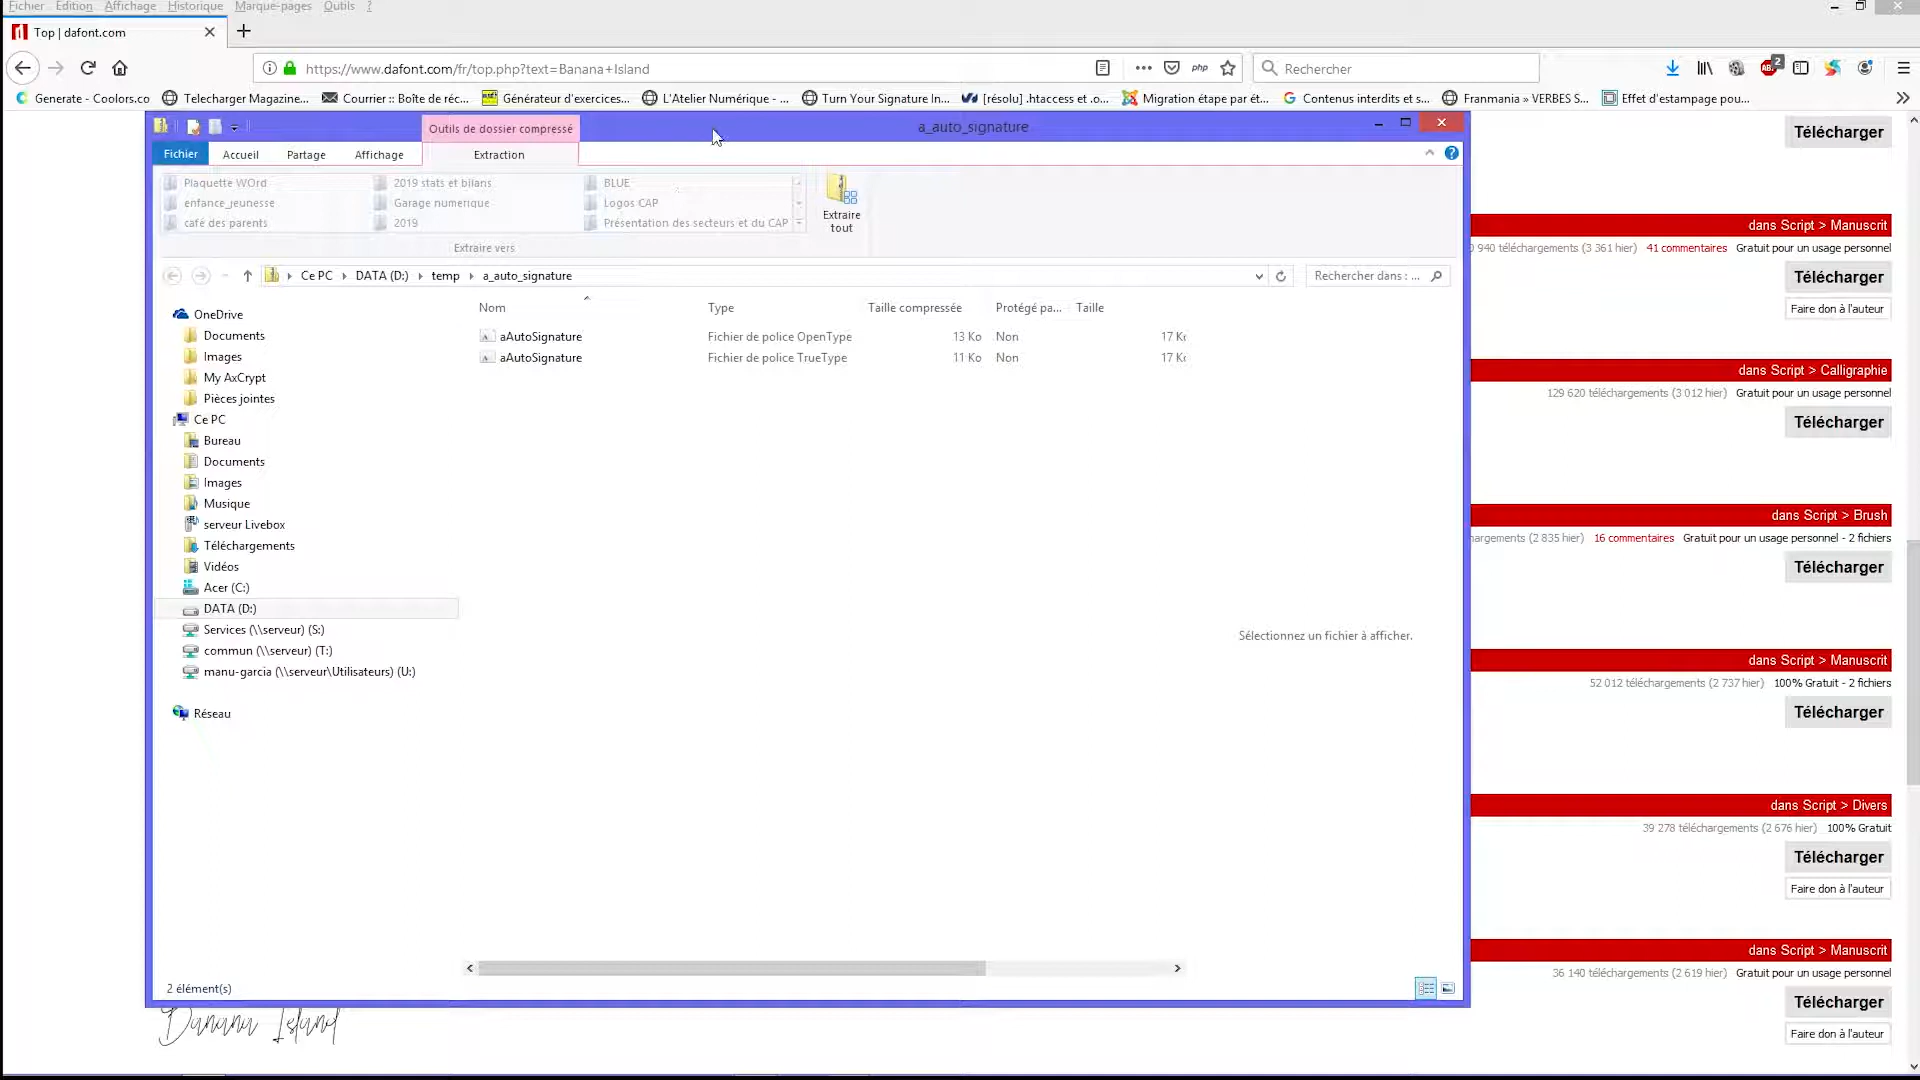 Fichier Edition Affichage Historique Marque-pages Outils ?
Top | dafont.com
https://www.dafont.com/fr/top.php?text=Banana+Island
php
Rechercher
2
Generate - Coolors.co Telecharger Magazine... Courrier :: Boîte de réc... Générateur d'exercices... L'Atelier Numérique - ... Turn Your Signature In... [résolu] .htaccess et .o... Migration étape par ét... Contenus interdits et s... Franmania » VERBES S... Effet d'estampage pou...
Outils de dossier compressé
a_auto_signature
Fichier Accueil Partage Affichage Extraction
Plaquette WOrd 2019 stats et bilans BLUE
enfance_jeunesse Garage numerique Logos CAP
café des parents 2019 Présentation des secteurs et du CAP
Extraire tout
Extraire vers
Ce PC DATA (D:) temp a_auto_signature
Rechercher dans : ...
Nom Type Taille compressée Protégé pa... Taille
aAutoSignature Fichier de police OpenType 13 Ko Non 17 
aAutoSignature Fichier de police TrueType 11 Ko Non 17 
OneDrive
Documents
Images
My AxCrypt
Pièces jointes
Ce PC
Bureau
Documents
Images
Musique
serveur Livebox
Téléchargements
Vidéos
Acer (C:)
DATA (D:)
Services (\\serveur) (S:)
commun (\\serveur) (T:)
manu-garcia (\\serveur\Utilisateurs) (U:)
Réseau
Sélectionnez un fichier à afficher.
2 élément(s)
Télécharger
dans Script > Manuscrit
940 téléchargements (3 361 hier) 41 commentaires Gratuit pour un usage personnel
Télécharger
Faire don à l'auteur
dans Script > Calligraphie
129 620 téléchargements (3 012 hier) Gratuit pour un usage personnel
Télécharger
dans Script > Brush
(2 835 hier) 16 commentaires Gratuit pour un usage personnel - 2 fichiers
Télécharger
dans Script > Manuscrit
52 012 téléchargements (2 737 hier) 100% Gratuit - 2 fichiers
Télécharger
dans Script > Divers
39 278 téléchargements (2 676 hier) 100% Gratuit
Télécharger
Faire don à l'auteur
dans Script > Manuscrit
36 140 téléchargements (2 619 hier) Gratuit pour un usage personnel
Télécharger
Faire don à l'auteur
Banana Island